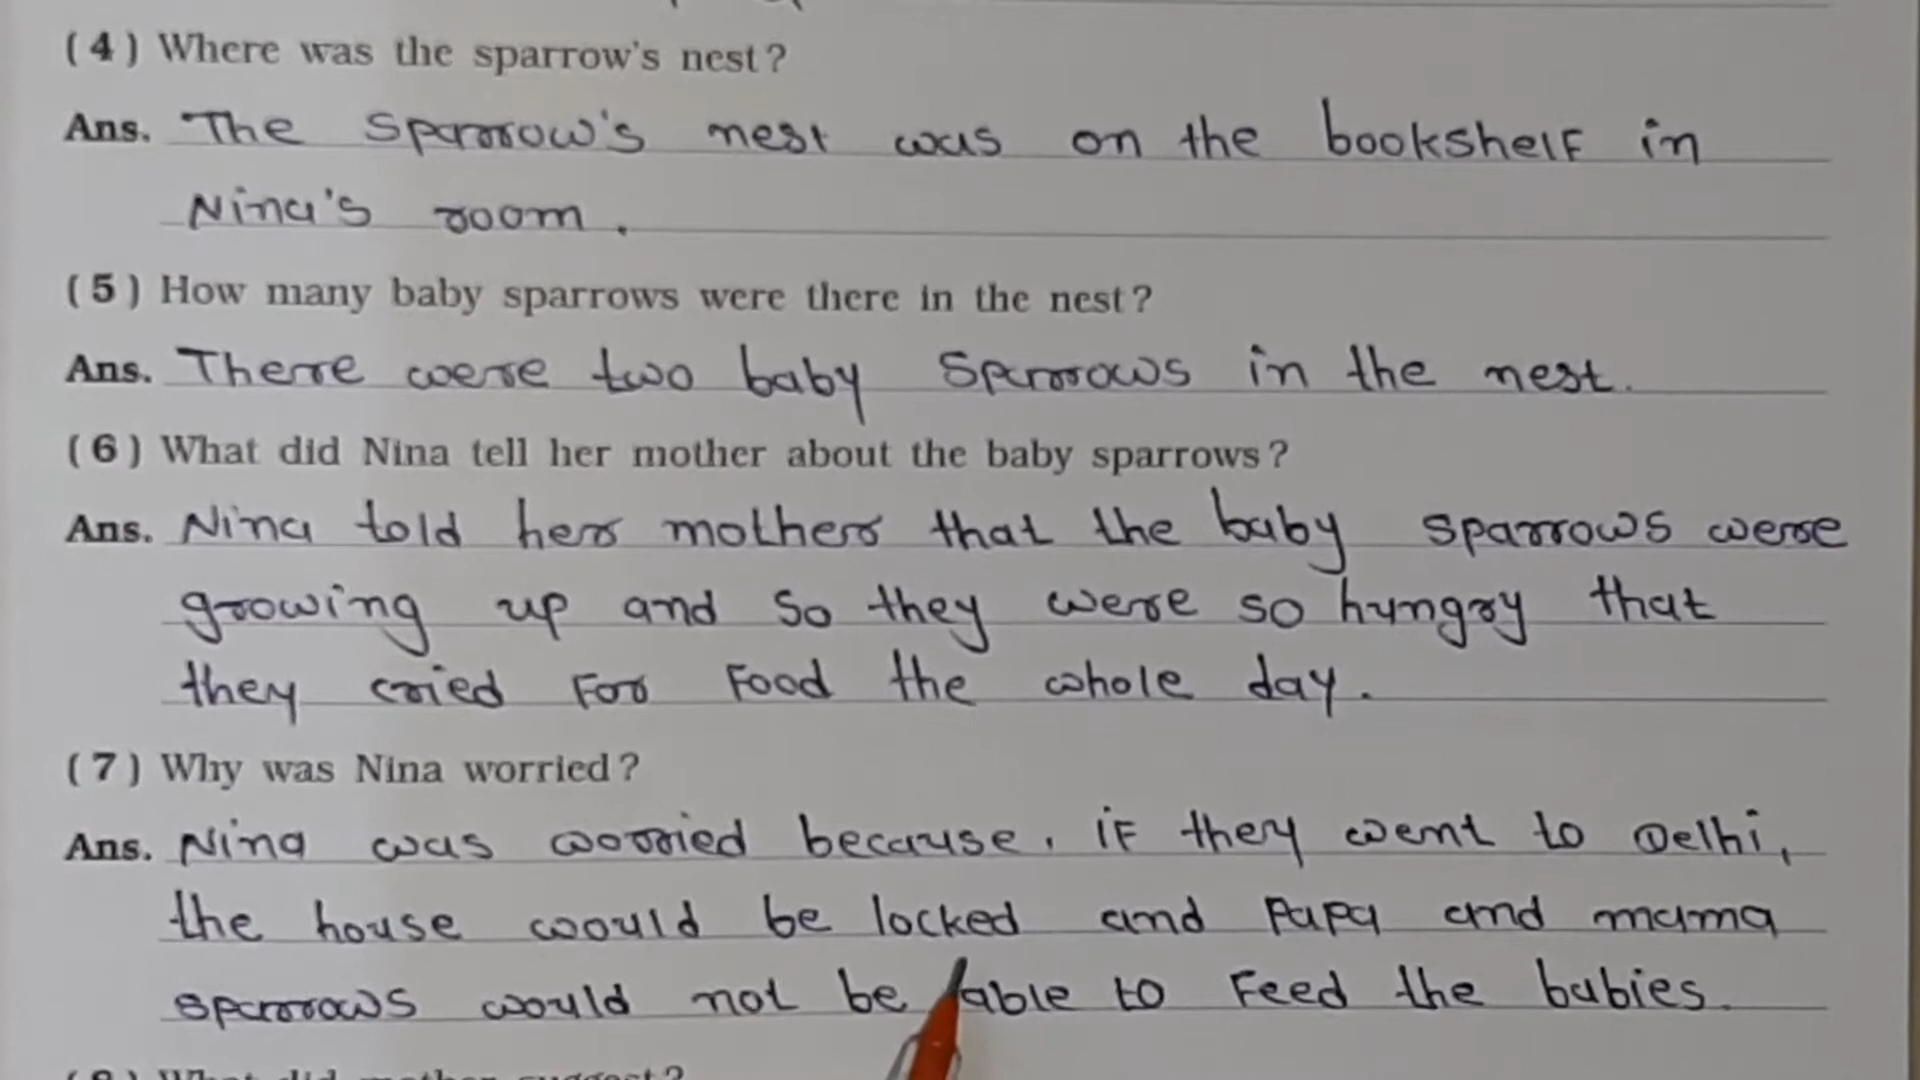 (4) Where was the sparrow's nest?
Ans. The sparrow's nest was on the bookshelf in
Nina's room.
(5) How many baby sparrows were there in the nest?
Ans. There were two baby sparrows in the nest.
(6) What did Nina tell her mother about the baby sparrows?
Ans. Nina told her mother that the baby sparrows were
growing up and so they were so hungry that
they cried for food the whole day.
(7) Why was Nina worried?
Ans. Nina was worried because, if they went to Delhi,
the house would be locked and papa and mama
sparrows would not be able to feed the babies.
(8) What did mother suggest?